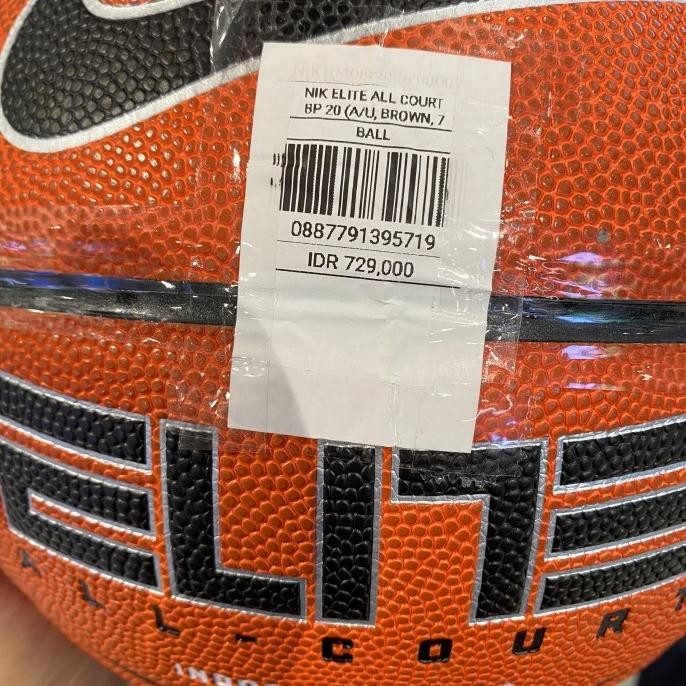 NIK ELITE ALL COURT
8P 20 (A/U, BROWN, 7
BALL
0887791395719
IDR 729,000
ELITE
ALL-COURT